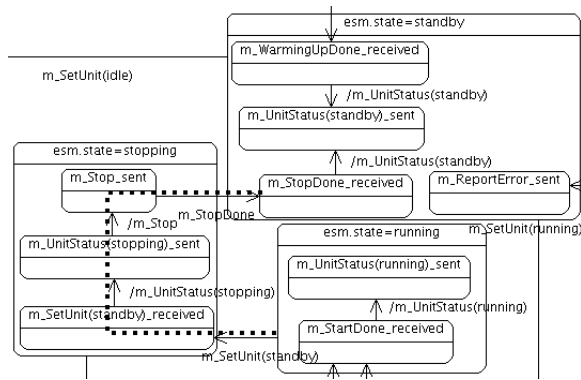 esm.state=standby
m_WarmingUpDone_received
m_SetUnit(idle)
/m_UnitStatus(standby)
m_UnitStatus(standby)_sent
esm.state=stopping
/m_UnitStatus(standby)
m_Stop_sent
m_StopDone_received
m_ReportError_sent
m_StopDone
/m_Stop
m_SetUnit(running)
esm.state=running
m_UnitStatus(stopping)_sent
m_UnitStatus(running)_sent
/m_UnitStatus(stopping)
/m_UnitStatus(running)
m_SetUnit(standby)_received
m_StartDone_received
m_SetUnit(standby)